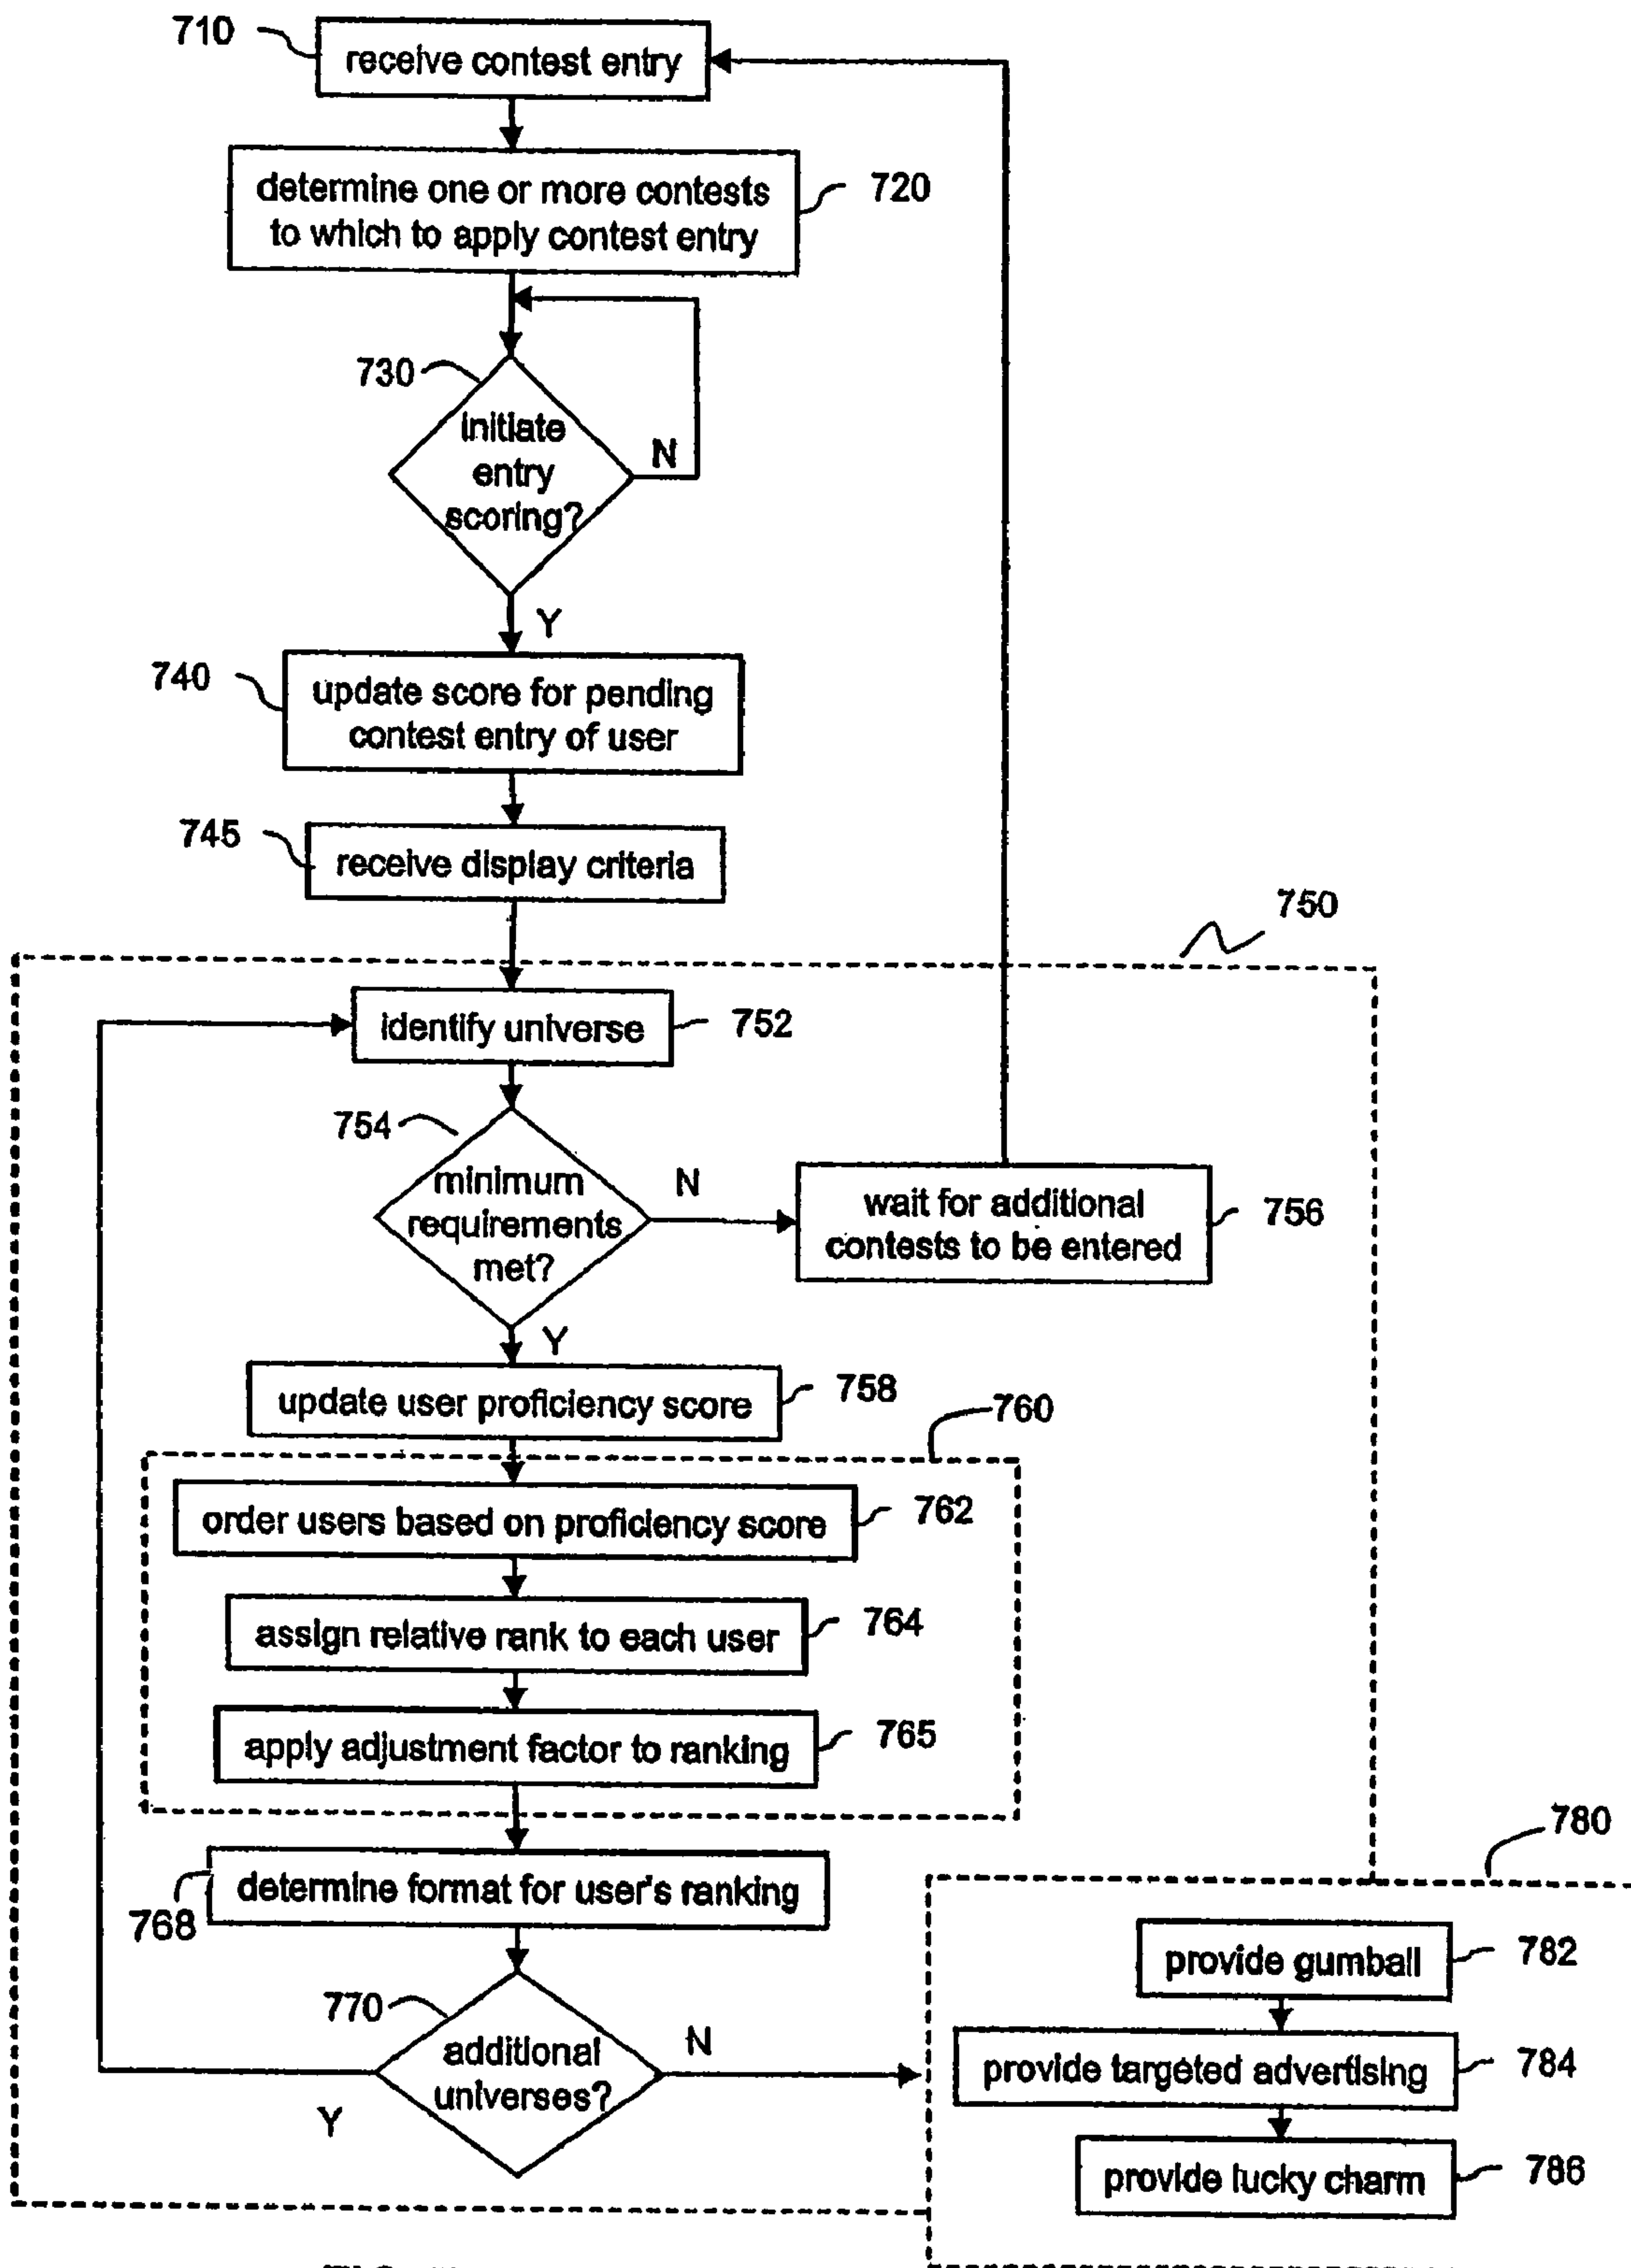 710
receive contest entry
determine one or more contests
to which to apply contest entry
720
730
initiate
entry
scoring?
N
Y
740
update score for pending
contest entry of user
745
receive display criteria
750
identify universe
752
754
minimum
requirements
met?
N
wait for additional
contests to be entered
756
Y
update user proficiency score
758
760
order users based on proficiency score
762
assign relative rank to each user
764
apply adjustment factor to ranking
765
determine format for user's ranking
768
770
additional
universes?
Y
N
780
provide gumball
782
provide targeted advertising
784
provide lucky charm
786